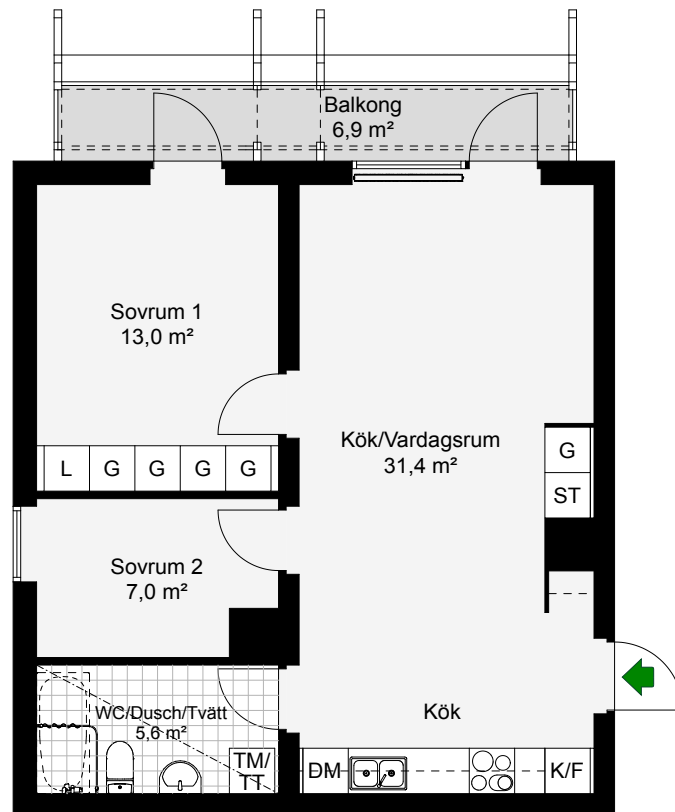 Balkong
6,9 m²
Sovrum 1
13,0 m²
Kök/Vardagsrum
31,4 m²
G
ST
L G G G G
Sovrum 2
7,0 m²
WC/Dusch/Tvätt
5,6 m²
Kök
TM/
TT
DM
K/F